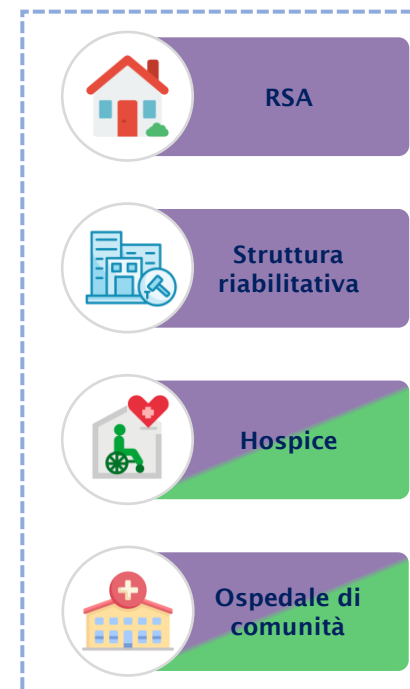 RSA
Struttura
riabilitativa
Hospice
Ospedale di
comunità